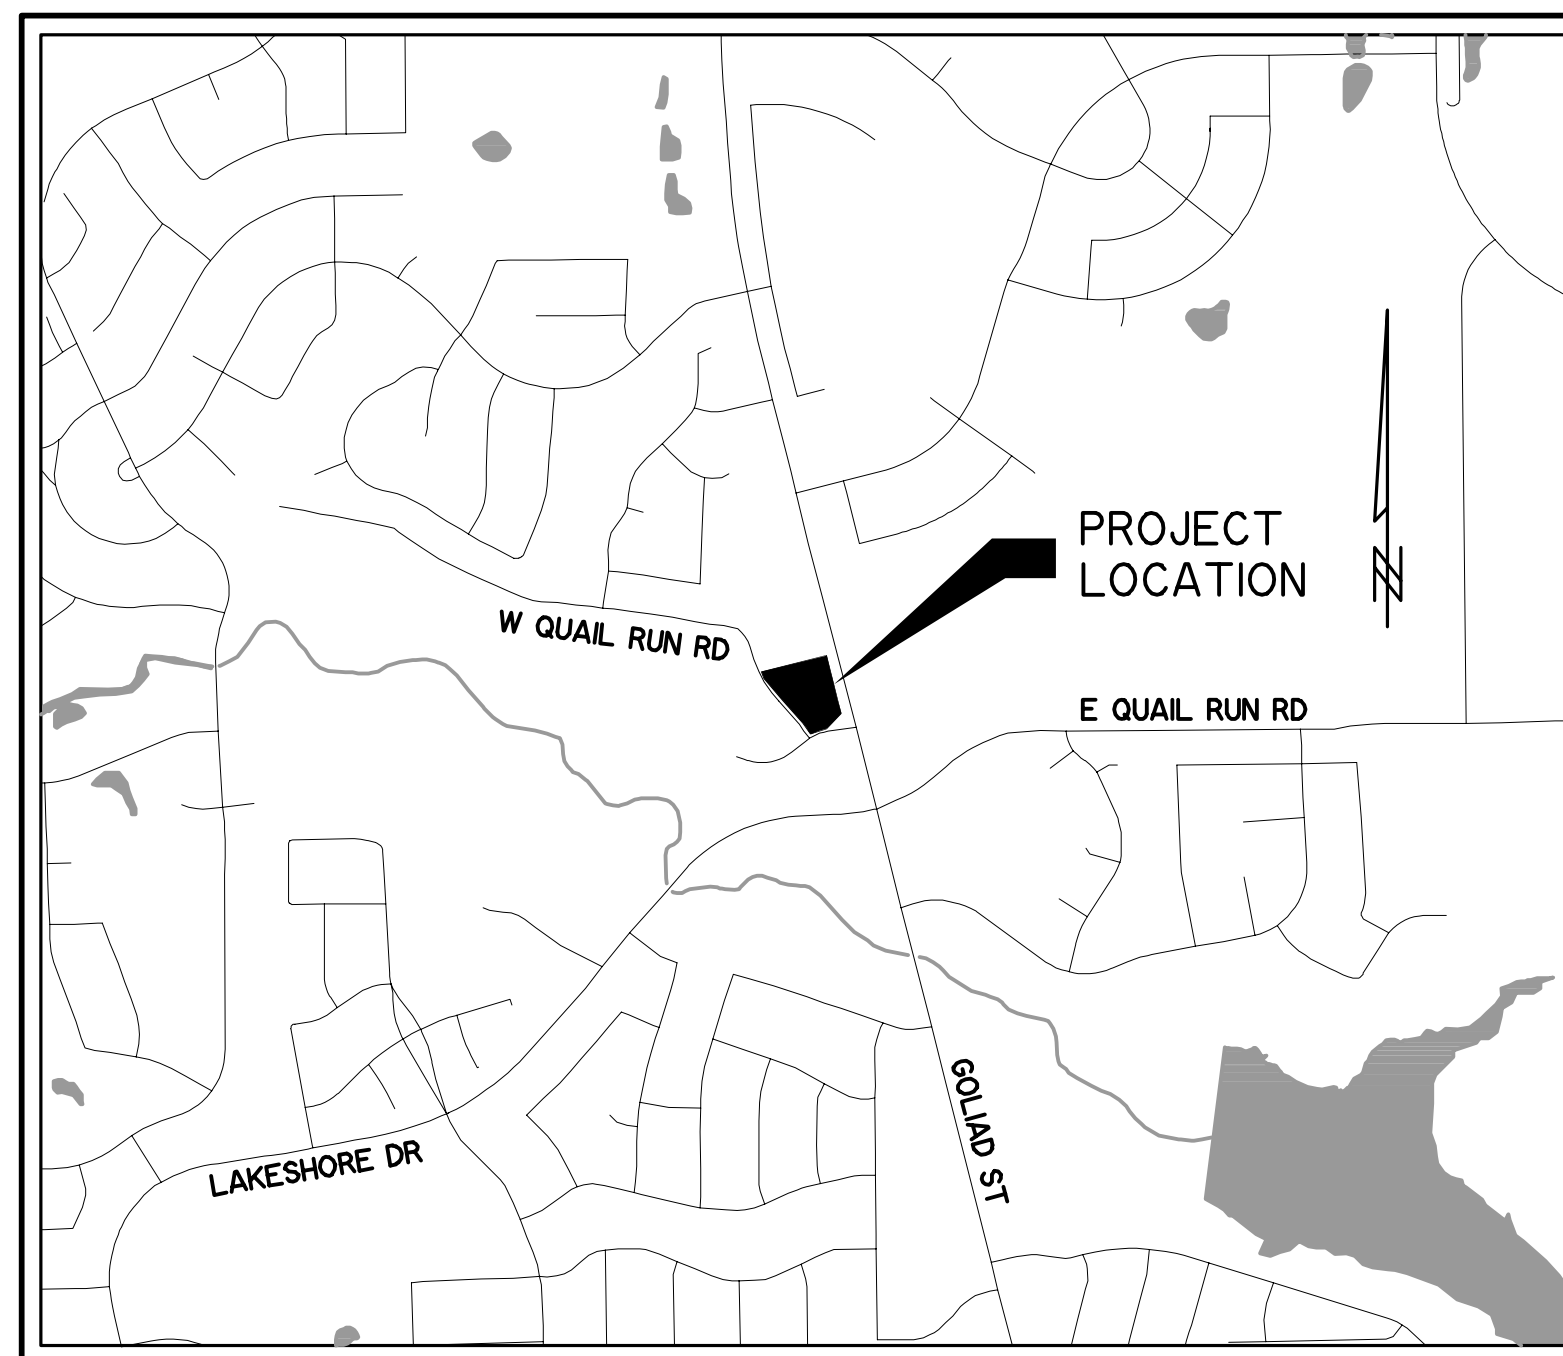 PROJECT
LOCATION
N
W QUAIL RUN RD
E QUAIL RUN RD
GOLIAD ST
LAKESHORE DR